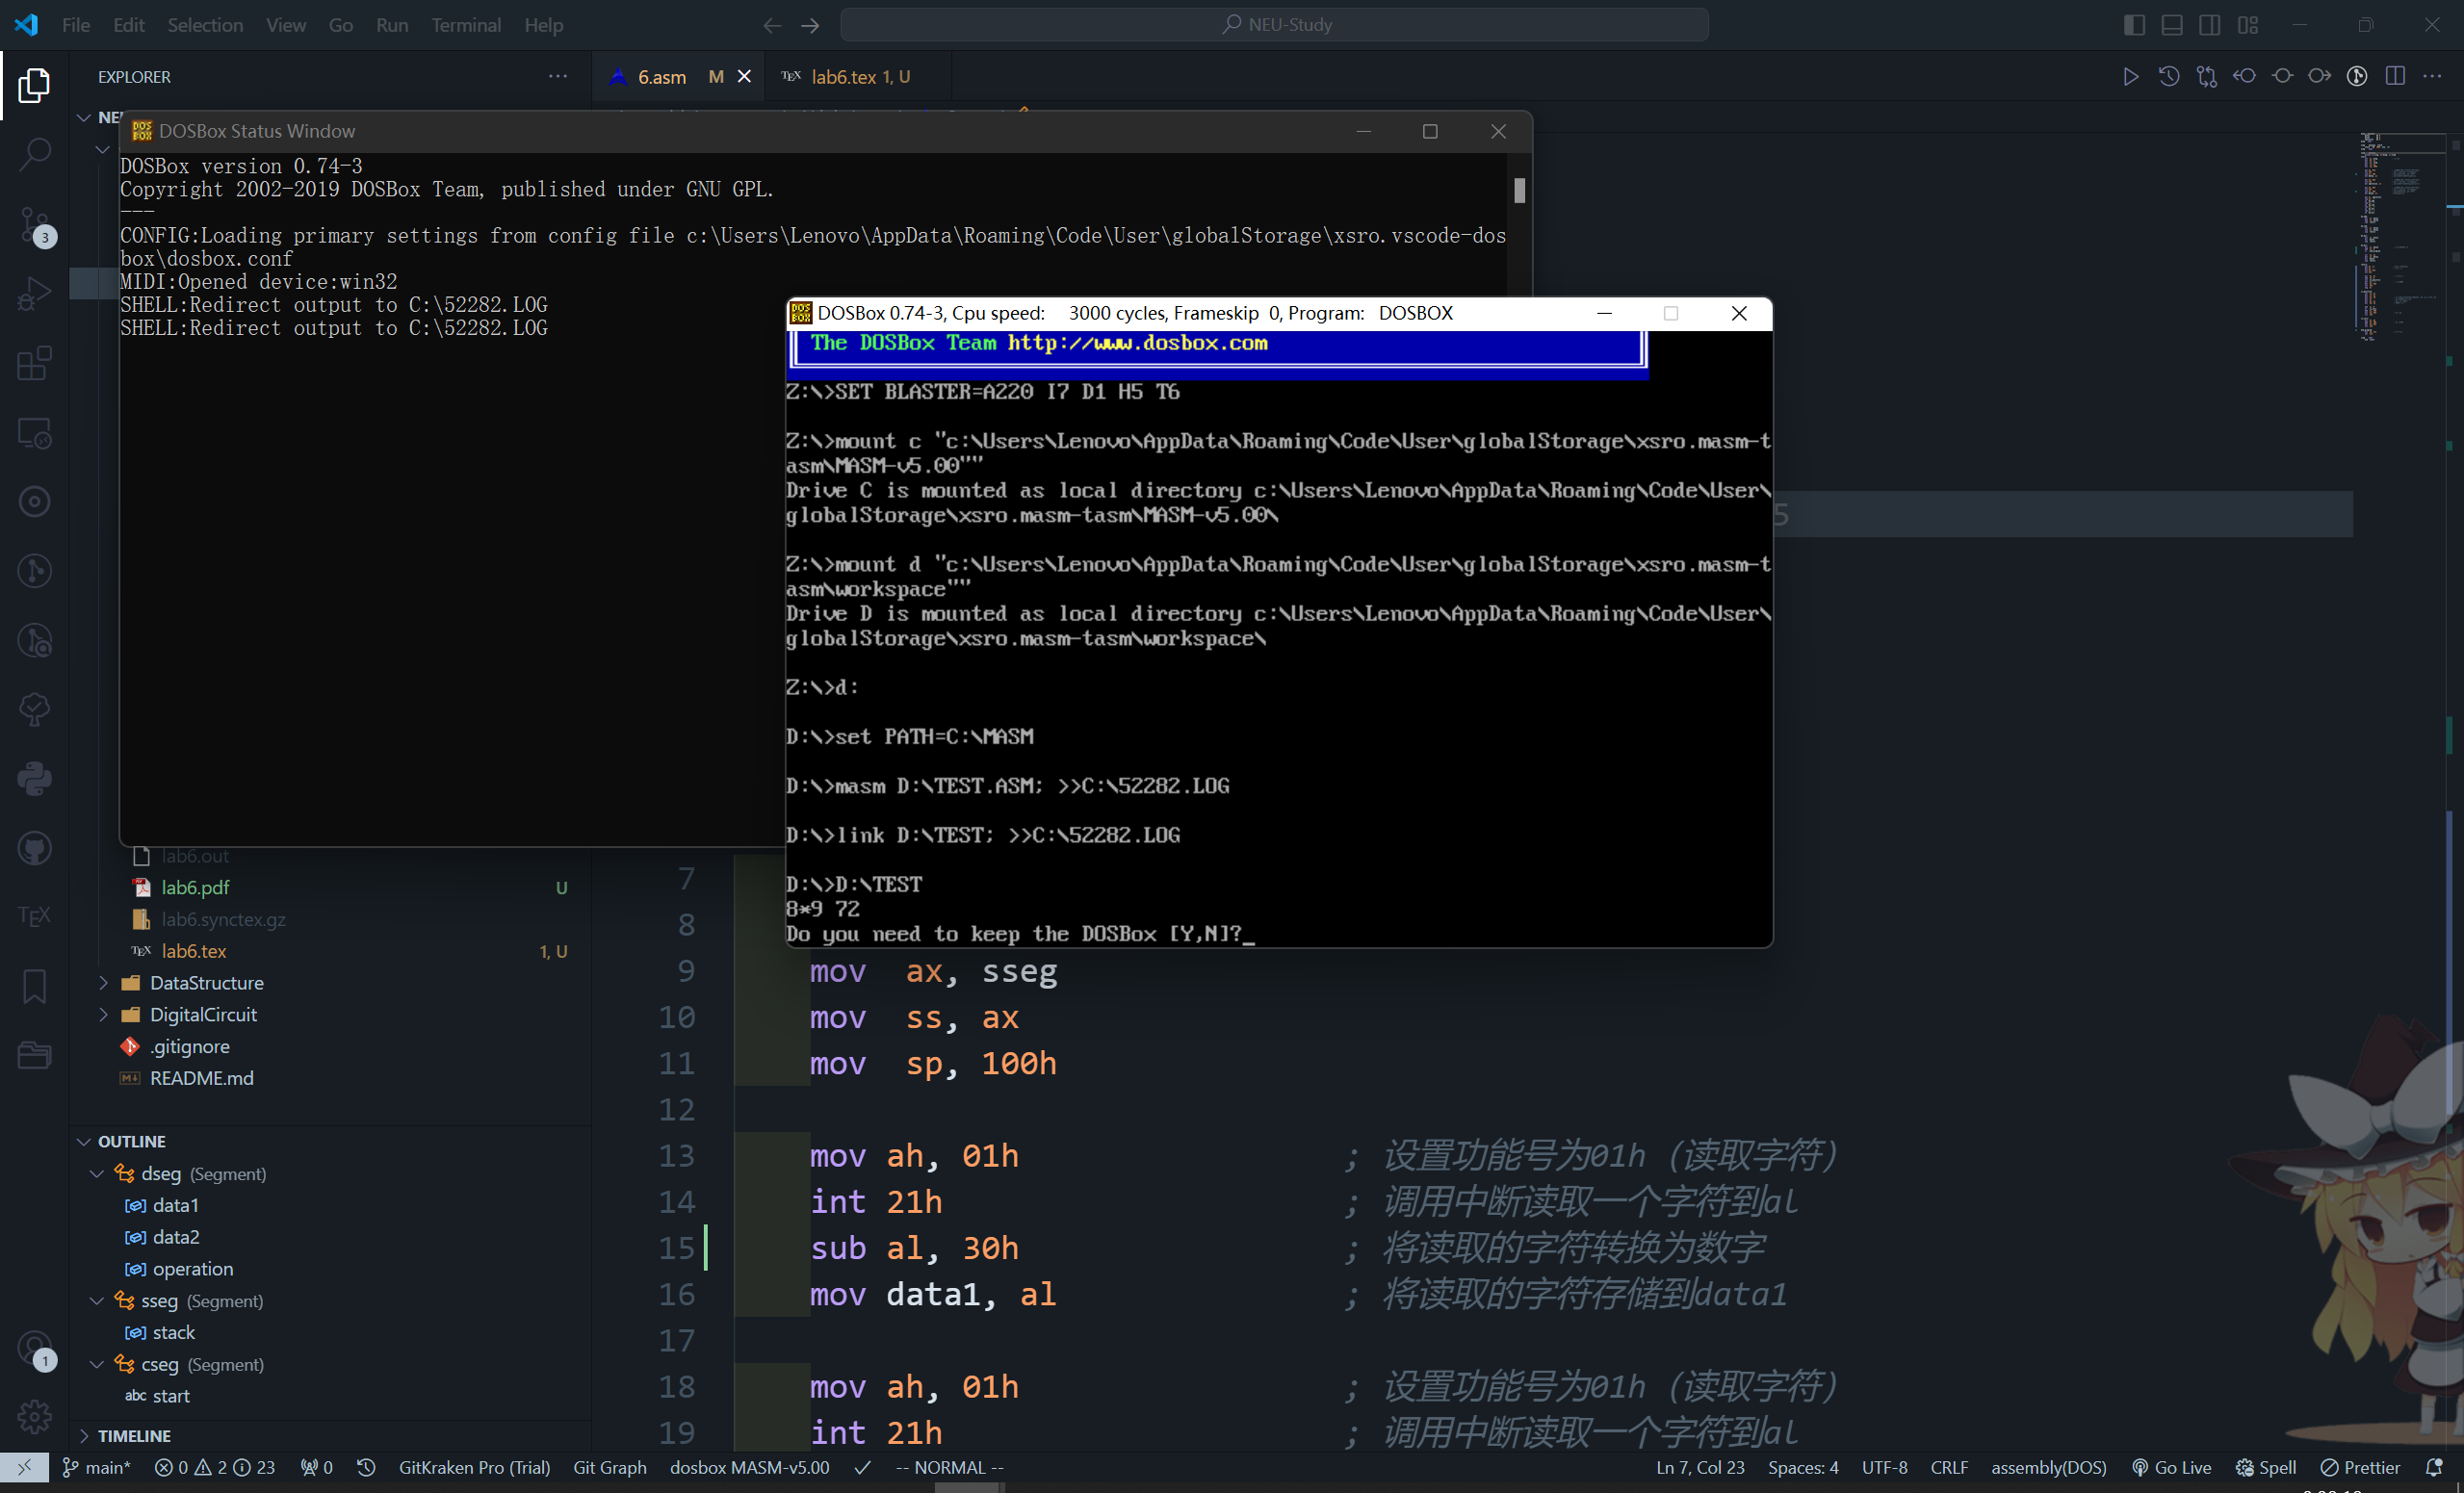 File Edit Selection View Go Run Terminal Help
NEU-Study
EXPLORER
6.asm M
lab6.tex 1, U
DOSBox Status Window
DOSBox version 0.74-3
Copyright 2002-2019 DOSBox Team, published under GNU GPL.
---
CONFIG:Loading primary settings from config file c:\Users\Lenovo\AppData\Roaming\Code\User\globalStorage\xsro.vscode-dos
box\dosbox.conf
MIDI:Opened device:win32
SHELL:Redirect output to C:\52282.LOG
SHELL:Redirect output to C:\52282.LOG
DOSBox 0.74-3, Cpu speed: 3000 cycles, Frameskip 0, Program: DOSBOX
The DOSBox Team http://www.dosbox.com
Z:\>SET BLASTER=A220 I7 D1 H5 T6
Z:\>mount c "c:\Users\Lenovo\AppData\Roaming\Code\User\globalStorage\xsro.masm-t
asm\MASM-v5.00""
Drive C is mounted as local directory c:\Users\Lenovo\AppData\Roaming\Code\User\
globalStorage\xsro.masm-tasm\MASM-v5.00\
Z:\>mount d "c:\Users\Lenovo\AppData\Roaming\Code\User\globalStorage\xsro.masm-t
asm\workspace""
Drive D is mounted as local directory c:\Users\Lenovo\AppData\Roaming\Code\User\
globalStorage\xsro.masm-tasm\workspace\
Z:\>d:
D:\>set PATH=C:\MASM
D:\>masm D:\TEST.ASM; >>C:\52282.LOG
D:\>link D:\TEST; >>C:\52282.LOG
D:\>D:\TEST
8*9 72
Do you need to keep the DOSBox [Y,N]?_
lab6.out
lab6.pdf U
lab6.synctex.gz
lab6.tex 1, U
DataStructure
DigitalCircuit
.gitignore
README.md
OUTLINE
dseg (Segment)
data1
data2
operation
sseg (Segment)
stack
cseg (Segment)
start
TIMELINE
7
8
9 mov ax, sseg
10 mov ss, ax
11 mov sp, 100h
12
13 mov ah, 01h ; 设置功能号为01h (读取字符)
14 int 21h ; 调用中断读取一个字符到al
15 sub al, 30h ; 将读取的字符转换为数字
16 mov data1, al ; 将读取的字符存储到data1
17
18 mov ah, 01h ; 设置功能号为01h (读取字符)
19 int 21h ; 调用中断读取一个字符到al
main* 0 2 23 0 GitKraken Pro (Trial) Git Graph dosbox MASM-v5.00 -- NORMAL -- Ln 7, Col 23 Spaces: 4 UTF-8 CRLF assembly(DOS) Go Live Spell Prettier